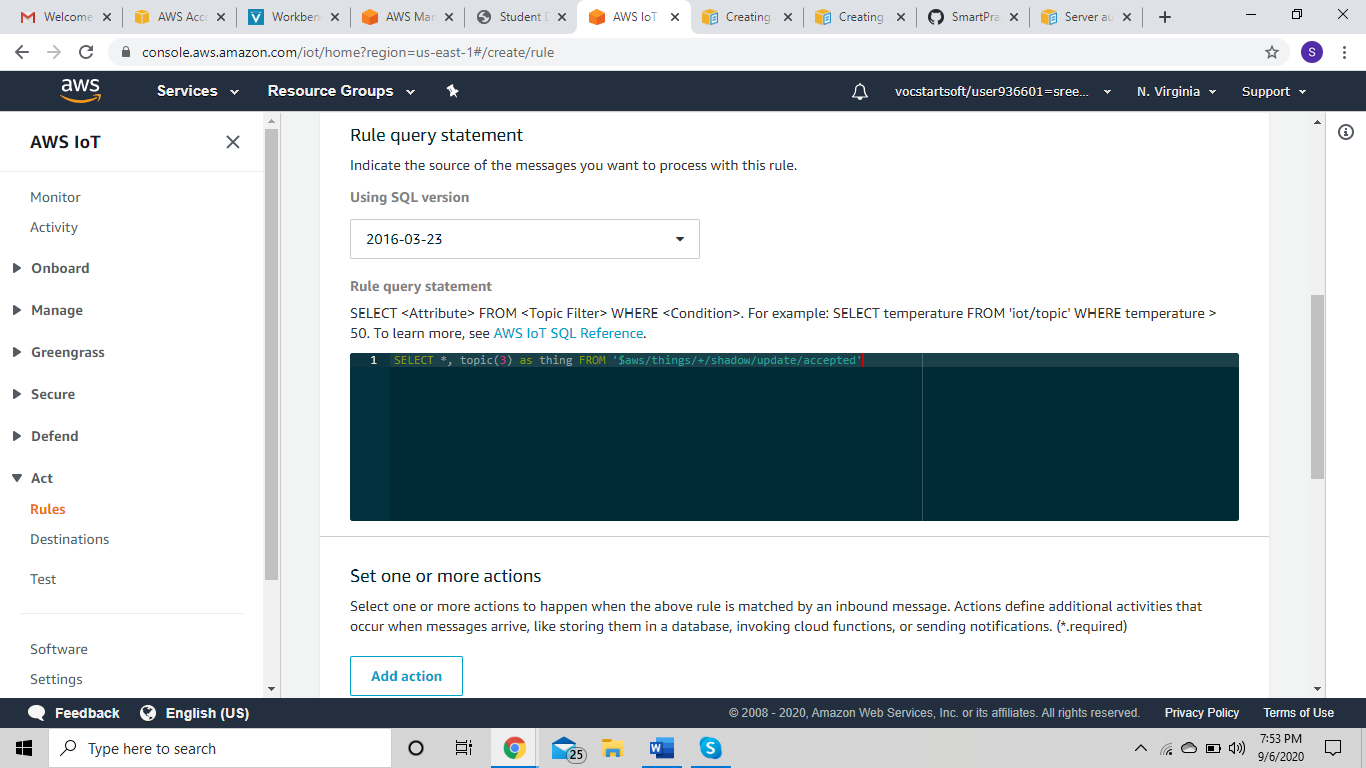 Welcome
AWS Acc
Workben
AWS Mar
Student D
AWS IoT
Creating
Creating
SmartPra
Server au
console.aws.amazon.com/iot/home?region=us-east-1#/create/rule
S
aws
Services
Resource Groups
vocstartsoft/user936601=sree...
N. Virginia
Support
AWS IoT
Monitor
Activity
Onboard
Manage
Greengrass
Secure
Defend
Act
Rules
Destinations
Test
Software
Settings
Rule query statement
Indicate the source of the messages you want to process with this rule.
Using SQL version
2016-03-23
Rule query statement
SELECT <Attribute> FROM <Topic Filter> WHERE <Condition>. For example: SELECT temperature FROM 'iot/topic' WHERE temperature >
50. To learn more, see AWS IoT SQL Reference.
1 SELECT *, topic(3) as thing FROM '$aws/things/+/shadow/update/accepted'
Set one or more actions
Select one or more actions to happen when the above rule is matched by an inbound message. Actions define additional activities that
occur when messages arrive, like storing them in a database, invoking cloud functions, or sending notifications. (*.required)
Add action
Feedback
English (US)
© 2008 - 2020, Amazon Web Services, Inc. or its affiliates. All rights reserved.
Privacy Policy
Terms of Use
Type here to search
25
7:53 PM
9/6/2020